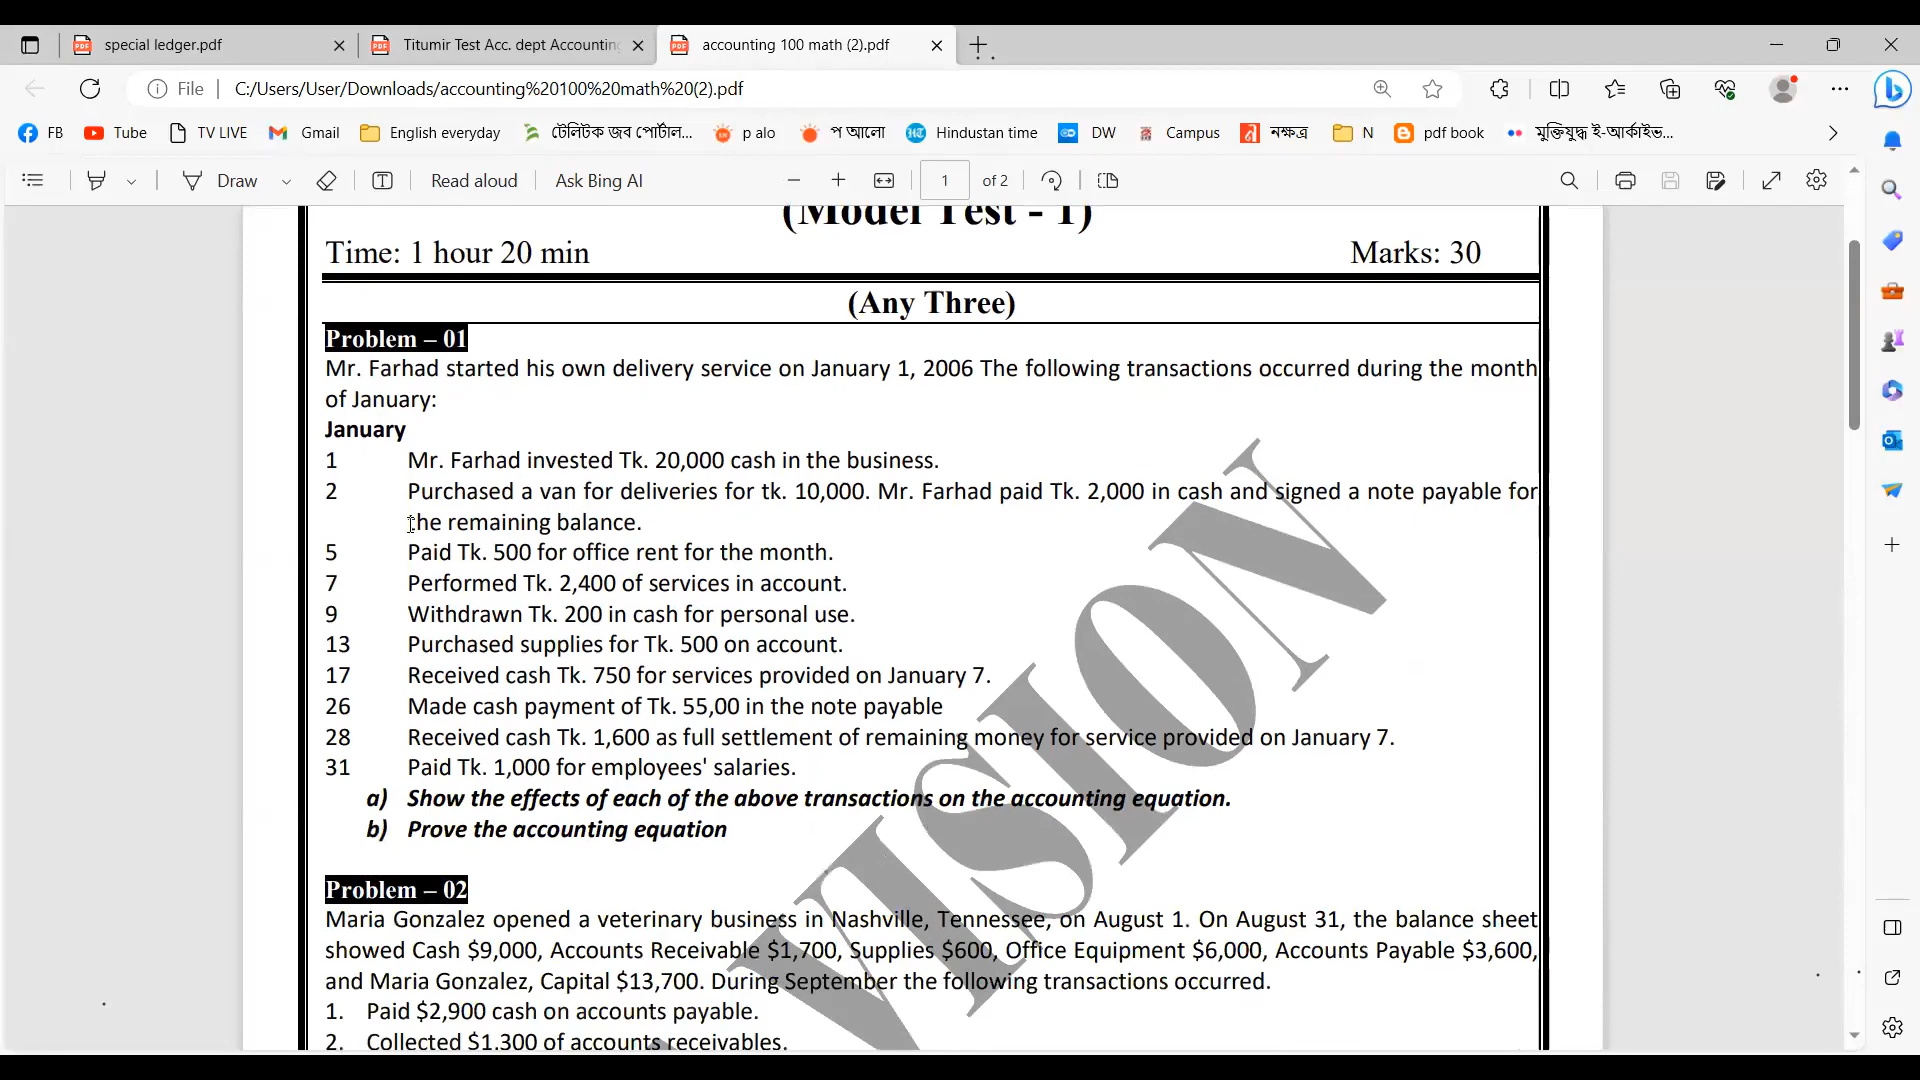 special ledger.pdf
Titumir Test Acc. dept Accountin
accounting 100 math (2).pdf
File C:/Users/User/Downloads/accounting%20100%20math%20(2).pdf
FB Tube TV LIVE Gmail English everyday টেলিটক জব পোর্টাল... p alo প আলো Hindustan time DW Campus নক্ষত্র N pdf book মুক্তিযুদ্ধ ই-আর্কাইভ...
Draw Read aloud Ask Bing AI 1 of 2
(Model Test - 1)
Time: 1 hour 20 min Marks: 30
(Any Three)
Problem – 01
Mr. Farhad started his own delivery service on January 1, 2006 The following transactions occurred during the month
of January:
January
1 Mr. Farhad invested Tk. 20,000 cash in the business.
2 Purchased a van for deliveries for tk. 10,000. Mr. Farhad paid Tk. 2,000 in cash and signed a note payable for
the remaining balance.
5 Paid Tk. 500 for office rent for the month.
7 Performed Tk. 2,400 of services in account.
9 Withdrawn Tk. 200 in cash for personal use.
13 Purchased supplies for Tk. 500 on account.
17 Received cash Tk. 750 for services provided on January 7.
26 Made cash payment of Tk. 55,00 in the note payable
28 Received cash Tk. 1,600 as full settlement of remaining money for service provided on January 7.
31 Paid Tk. 1,000 for employees' salaries.
a) Show the effects of each of the above transactions on the accounting equation.
b) Prove the accounting equation
Problem – 02
Maria Gonzalez opened a veterinary business in Nashville, Tennessee, on August 1. On August 31, the balance sheet
showed Cash $9,000, Accounts Receivable $1,700, Supplies $600, Office Equipment $6,000, Accounts Payable $3,600,
and Maria Gonzalez, Capital $13,700. During September the following transactions occurred.
1. Paid $2,900 cash on accounts payable.
2. Collected $1,300 of accounts receivables.
VISION